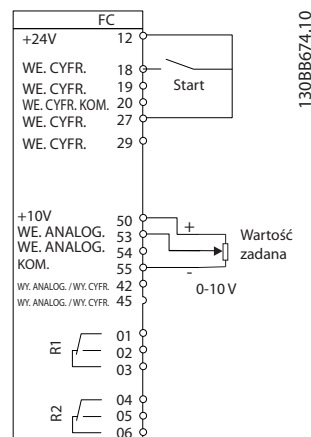 FC
+24V 12
WE. CYFR. 18
WE. CYFR. 19
WE. CYFR. KOM. 20
WE. CYFR. 27
WE. CYFR. 29
Start
+10V 50
WE. ANALOG. 53
WE. ANALOG. 54
KOM. 55
WY. ANALOG. / WY. CYFR. 42
WY. ANALOG. / WY. CYFR. 45
+
-
Wartość
zadana
0-10 V
R1
01
02
03
R2
04
05
06
130BB674.10